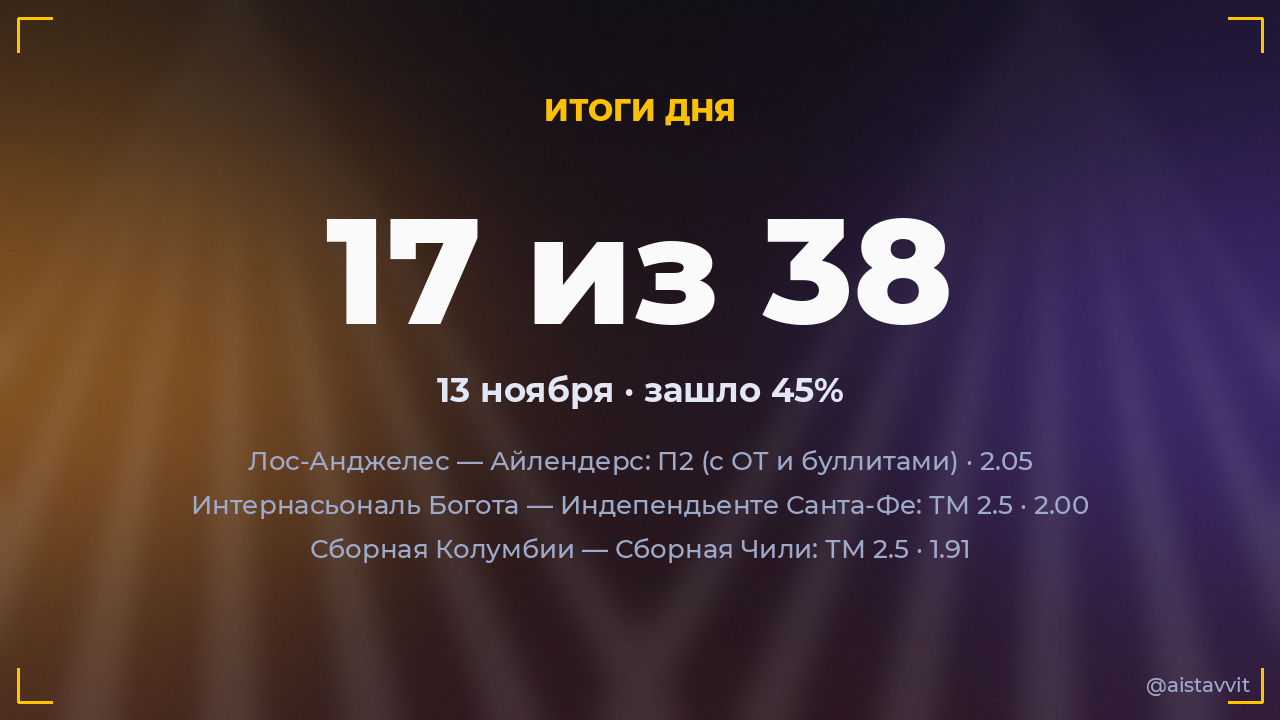 ИТОГИ ДНЯ
17 из 38
13 ноября · зашло 45%
Лос-Анджелес — Айлендерс: П2 (с ОТ и буллитами) · 2.05
Интернасьональ Богота — Индепендьенте Санта-Фе: ТМ 2.5 · 2.00
Сборная Колумбии — Сборная Чили: ТМ 2.5 · 1.91
@aistavvit